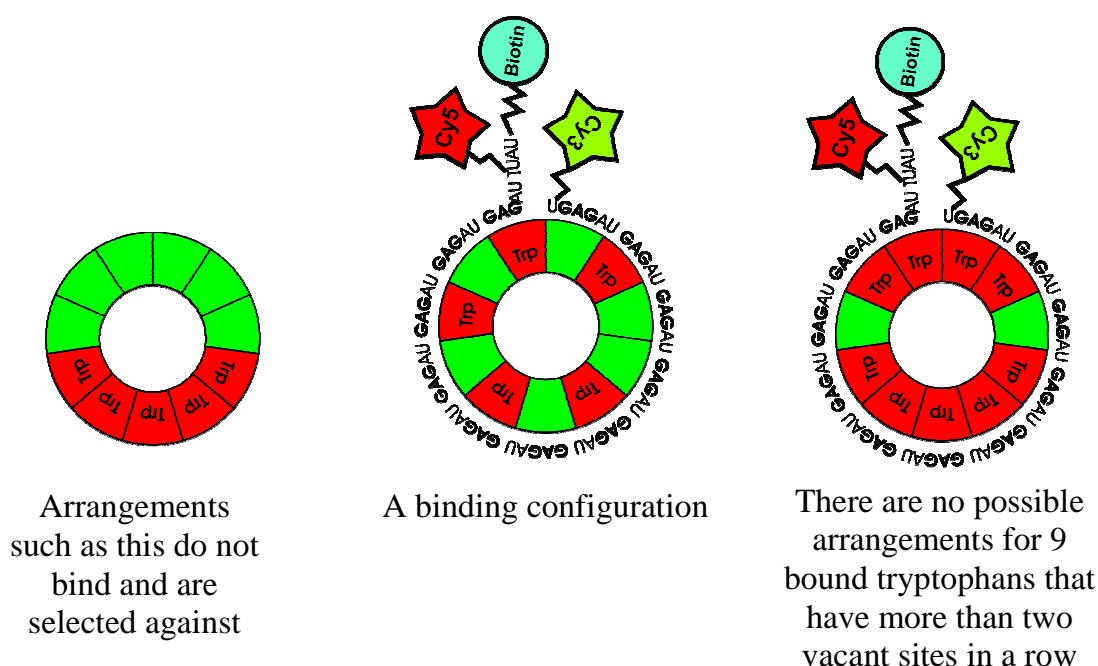 Biotin
Cy5
Cy3
UGAGAU GAGAU GAGAU GAGAU GAGAU GAGAU GAGAU GAGAU GAGAU GAGAU GAGAU TUAU
Trp
Trp
Trp
Trp
Trp
Biotin
Cy5
Cy3
UGAGAU GAGAU GAGAU GAGAU GAGAU GAGAU GAGAU GAGAU GAGAU GAGAU GAGAU TUAU
Trp
Trp
Trp
Trp
Trp
Trp
Trp
Trp
Trp
Trp
Trp
Trp
Trp
Trp
Arrangements
such as this do not
bind and are
selected against
A binding configuration
There are no possible
arrangements for 9
bound tryptophans that
have more than two
vacant sites in a row